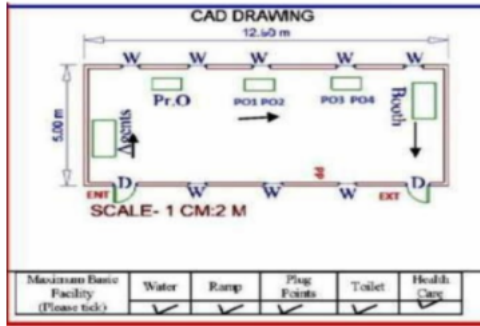 CAD DRAWING
12.50 m
W W W W W
Pr,O PO1 PO2 PO3 PO4 Booth
5.00 m
Agents
D W W W D
ENT EXT
SCALE- 1 CM:2 M
Maximum Basic Facility (Please tick) Water Ramp Plug Points Toilet Health Care